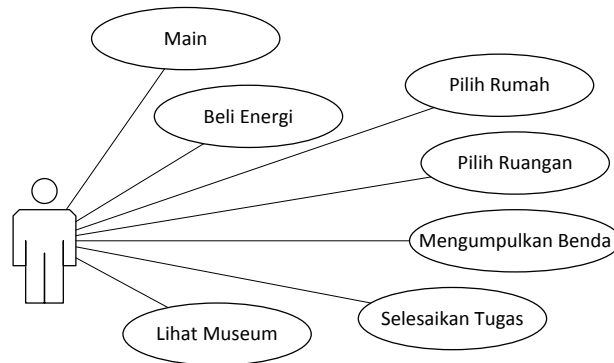 Main
Beli Energi
Pilih Rumah
Pilih Ruangan
Mengumpulkan Benda
Selesaikan Tugas
Lihat Museum